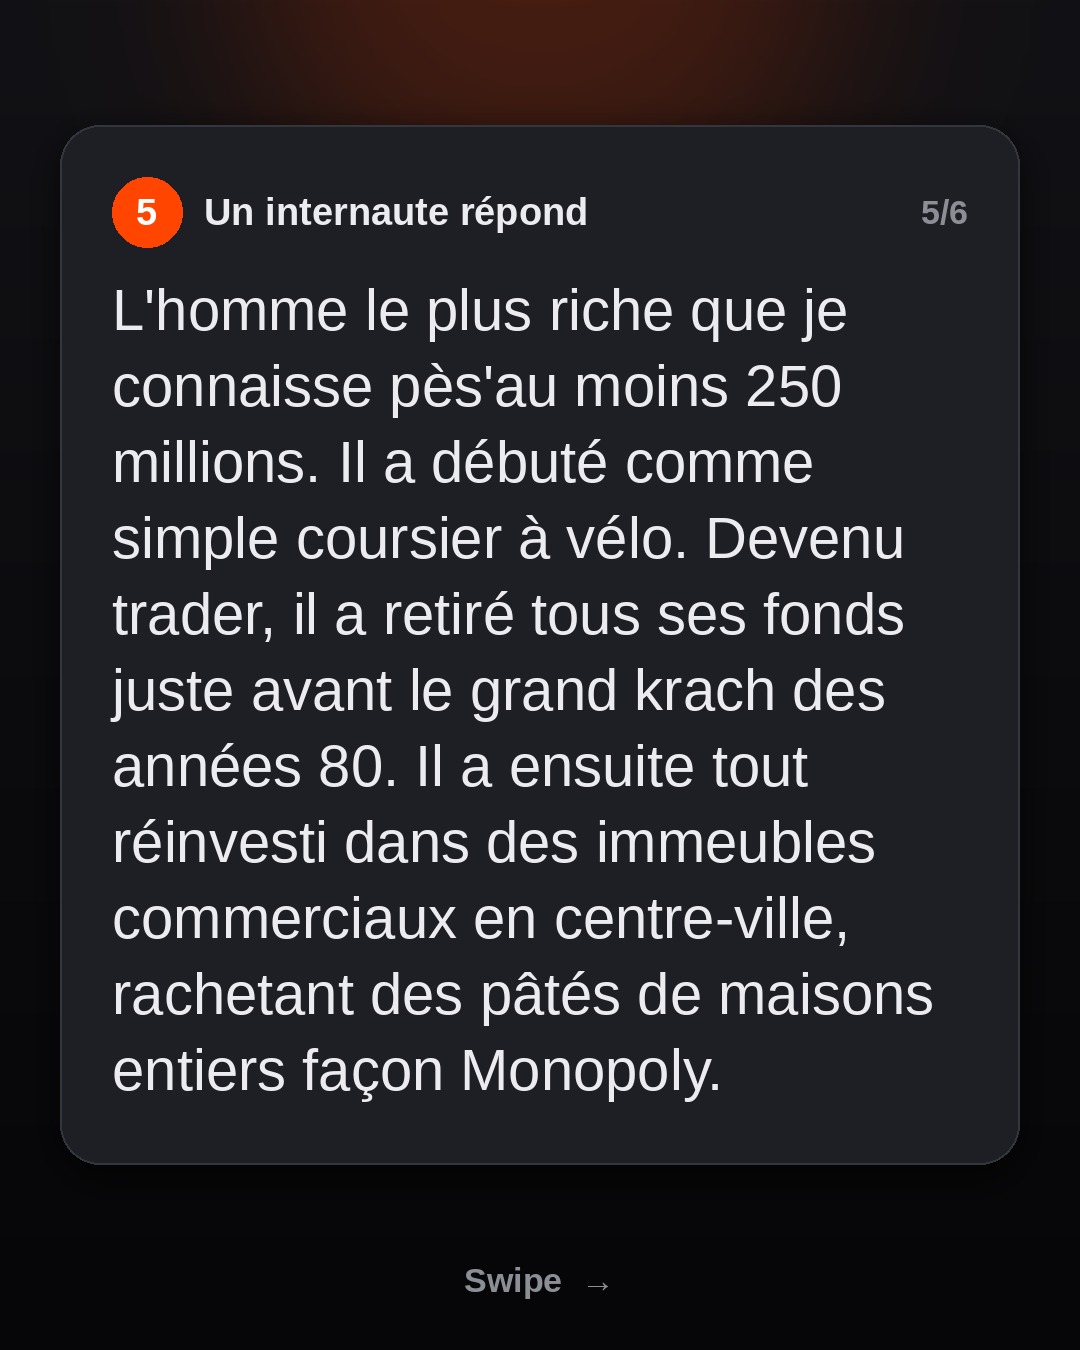 5 Un internaute répond 5/6
L'homme le plus riche que je
connaisse pès'au moins 250
millions. Il a débuté comme
simple coursier à vélo. Devenu
trader, il a retiré tous ses fonds
juste avant le grand krach des
années 80. Il a ensuite tout
réinvesti dans des immeubles
commerciaux en centre-ville,
rachetant des pâtés de maisons
entiers façon Monopoly.
Swipe →